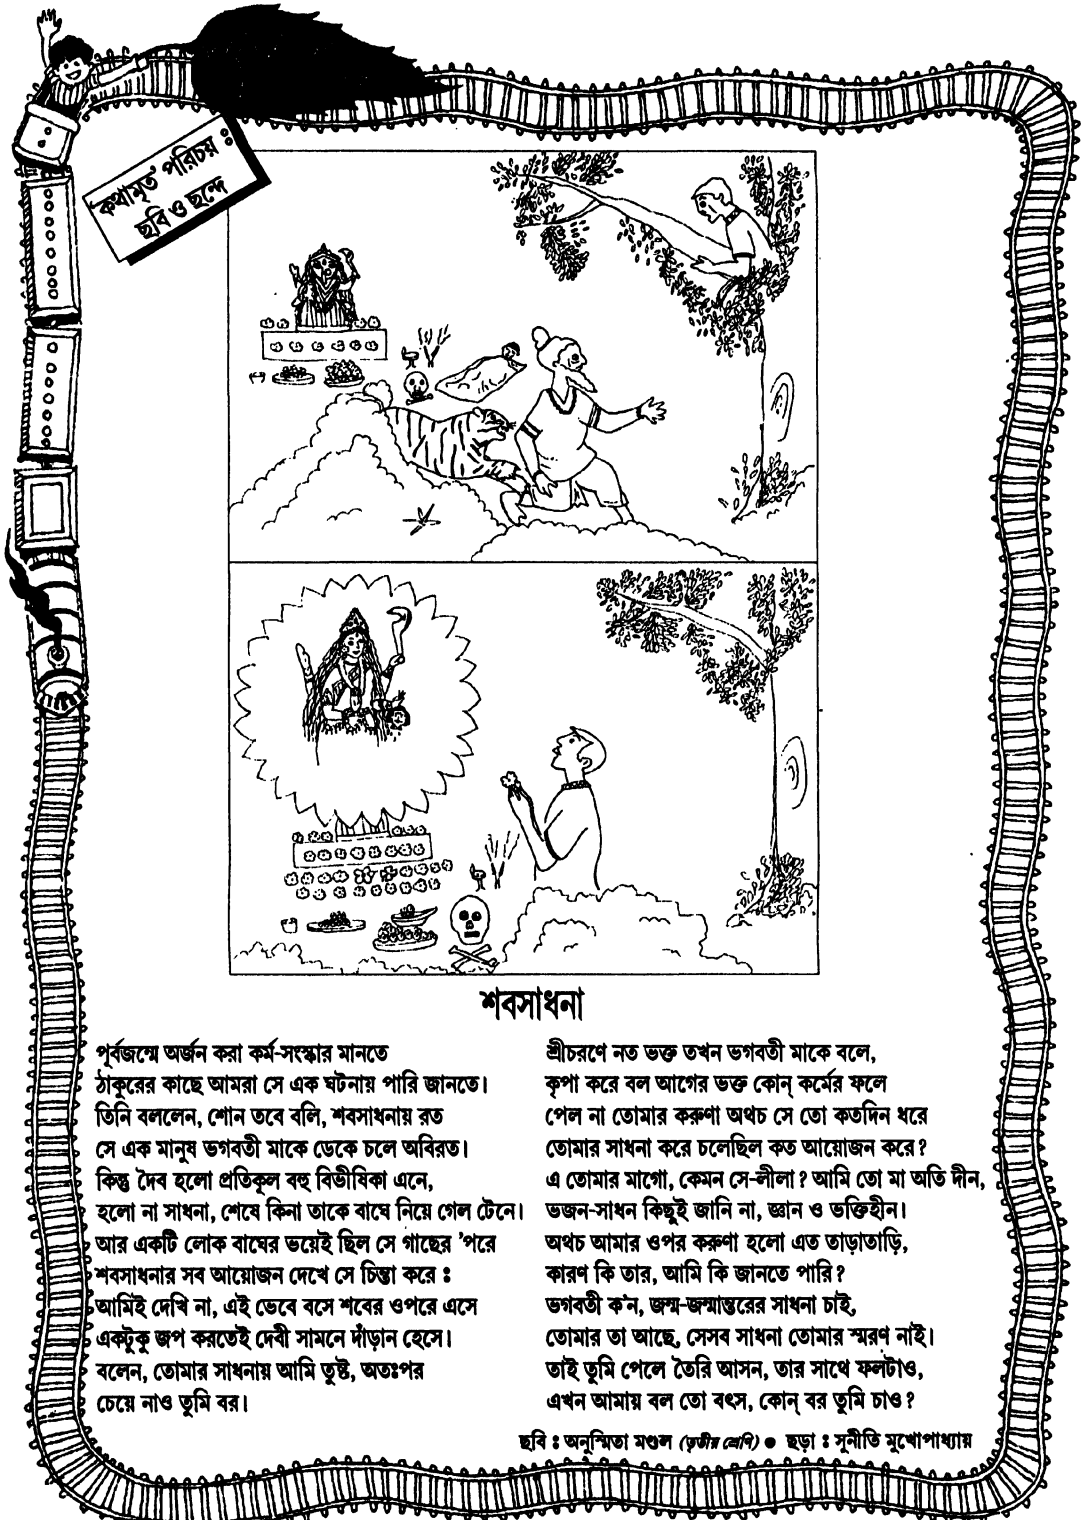 'কথামৃত' পরিচয় :
ছবি ও ছন্দে
শবসাধনা
পূর্বজন্মে অর্জন করা কর্ম-সংস্কার মানতে
ঠাকুরের কাছে আমরা সে এক ঘটনায় পারি জানতে।
তিনি বললেন, শোন তবে বলি, শবসাধনায় রত
সে এক মানুষ ভগবতী মাকে ডেকে চলে অবিরত।
কিন্তু দৈব হলো প্রতিকূল বহু বিভীষিকা এনে,
হলো না সাধনা, শেষে কিনা তাকে বাঘে নিয়ে গেল টেনে।
আর একটি লোক বাঘের ভয়েই ছিল সে গাছের 'পরে
শবসাধনার সব আয়োজন দেখে সে চিন্তা করে :
আমিই দেখি না, এই ভেবে বসে শবের ওপরে এসে
একটুকু জপ করতেই দেবী সামনে দাঁড়ান হেসে।
বলেন, তোমার সাধনায় আমি তুষ্ট, অতঃপর
চেয়ে নাও তুমি বর।
শ্রীচরণে নত ভক্ত তখন ভগবতী মাকে বলে,
কৃপা করে বল আগের ভক্ত কোন্ কর্মের ফলে
পেল না তোমার করুণা অথচ সে তো কতদিন ধরে
তোমার সাধনা করে চলেছিল কত আয়োজন করে?
এ তোমার মাগো, কেমন সে-লীলা? আমি তো মা অতি দীন,
ভজন-সাধন কিছুই জানি না, জ্ঞান ও ভক্তিহীন।
অথচ আমার ওপর করুণা হলো এত তাড়াতাড়ি,
কারণ কি তার, আমি কি জানতে পারি?
ভগবতী ক'ন, জন্ম-জন্মান্তরের সাধনা চাই,
তোমার তা আছে, সেসব সাধনা তোমার স্মরণ নাই।
তাই তুমি পেলে তৈরি আসন, তার সাথে ফলটাও,
এখন আমায় বল তো বৎস, কোন্ বর তুমি চাও?
ছবি : অনুস্মিতা মণ্ডল (তৃতীয় শ্রেণি) ● ছড়া : সুনীতি মুখোপাধ্যায়